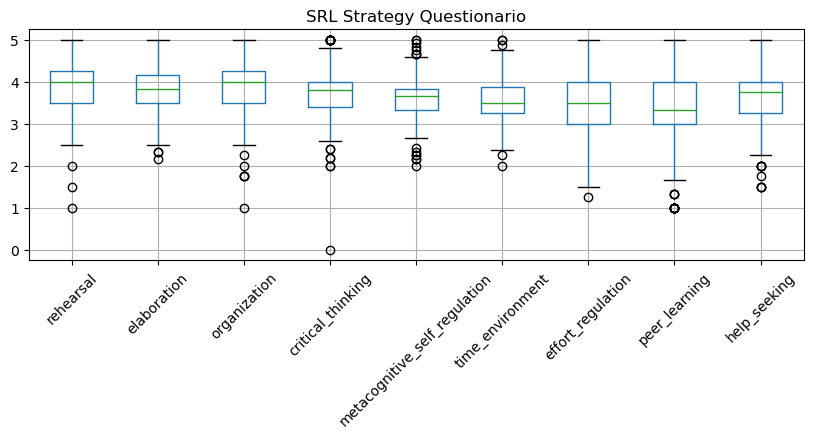 SRL Strategy Questionario
5
4
3
2
1
0
rehearsal
elaboration
organization
critical_thinking
metacognitive_self_regulation
time_environment
effort_regulation
peer_learning
help_seeking